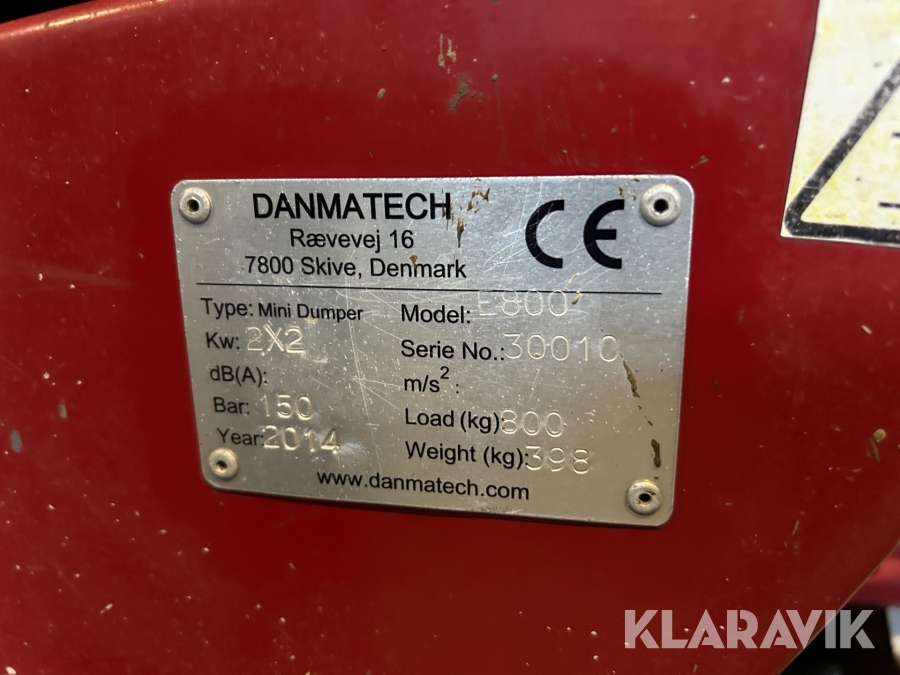 DANMATECH
Rævevej 16
7800 Skive, Denmark
CE
Type: Mini Dumper
Kw: 2X2
dB(A):
Bar: 150
Year: 2014
Model: E800
Serie No.: 30010
m/s² :
Load (kg): 800
Weight (kg): 398
www.danmatech.com
KLARAVIK